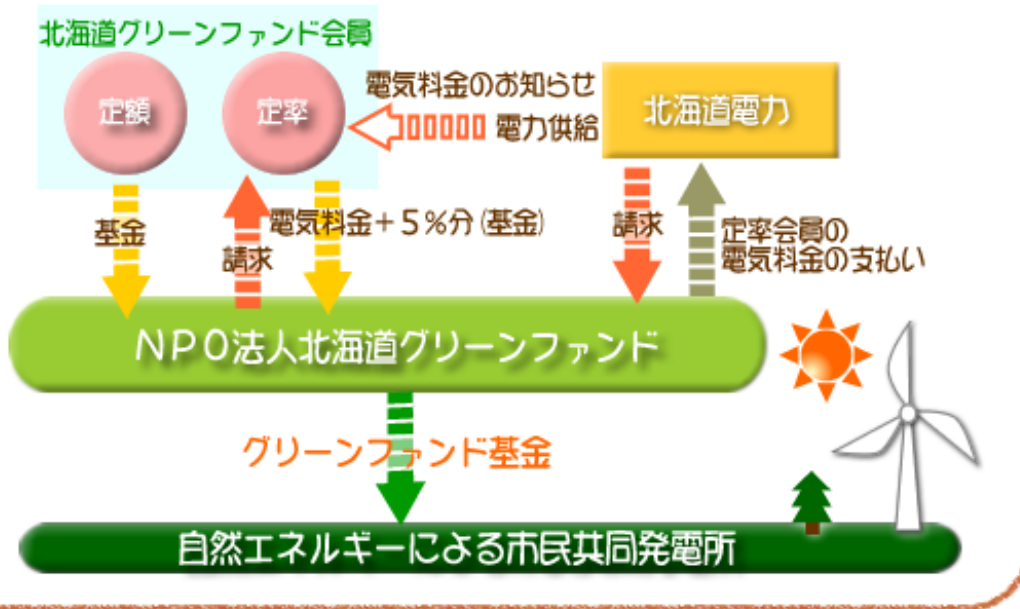 北海道グリーンファンド会員
定額
定率
電気料金のお知らせ
電力供給
北海道電力
基金
請求
電気料金+5%分(基金)
請求
定率会員の
電気料金の支払い
NPO法人北海道グリーンファンド
グリーンファンド基金
自然エネルギーによる市民共同発電所